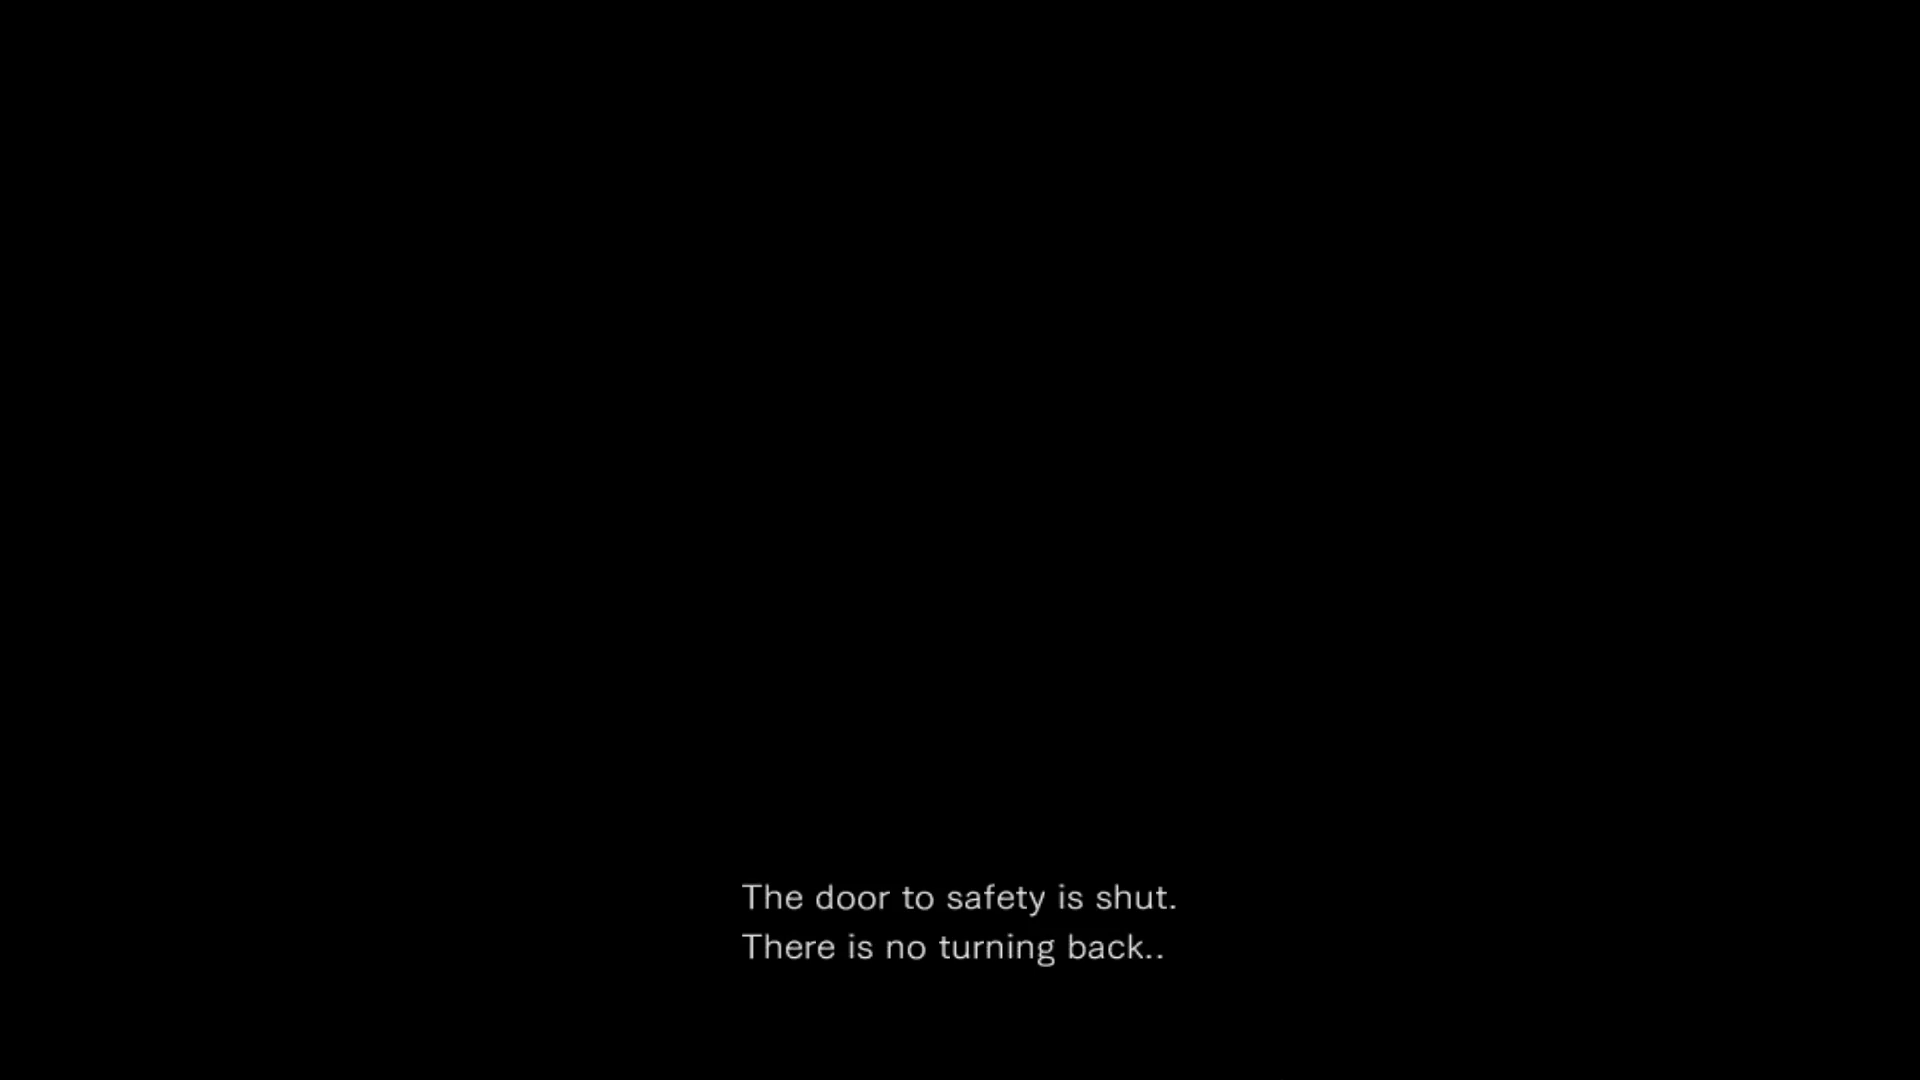 The door to safety is shut.
There is no turning back..